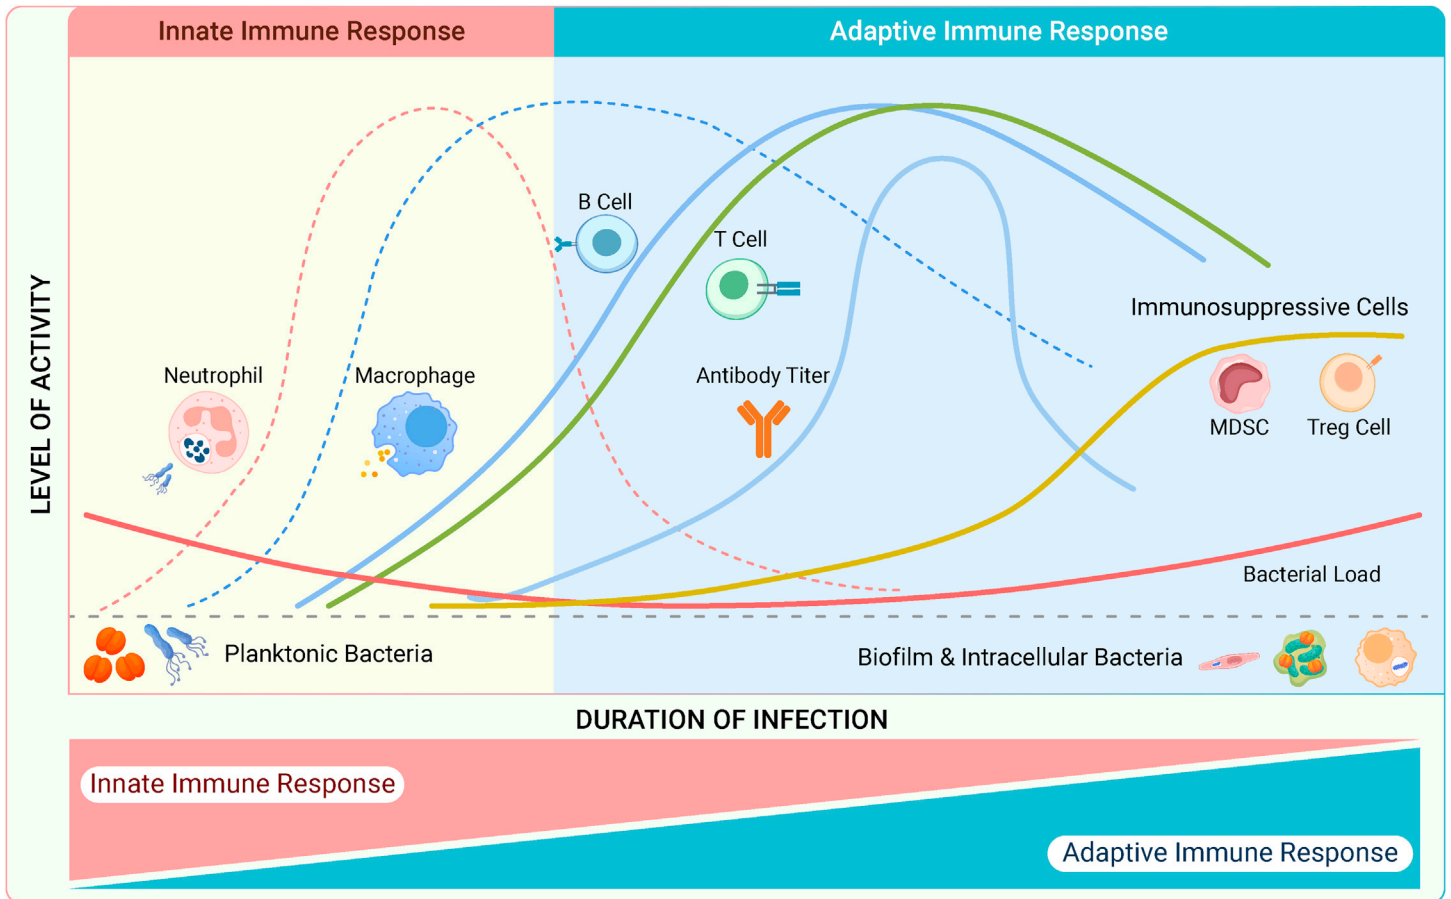 Innate Immune Response
Adaptive Immune Response
LEVEL OF ACTIVITY
B Cell
T Cell
Immunosuppressive Cells
Neutrophil
Macrophage
Antibody Titer
MDSC
Treg Cell
Bacterial Load
Planktonic Bacteria
Biofilm & Intracellular Bacteria
DURATION OF INFECTION
Innate Immune Response
Adaptive Immune Response